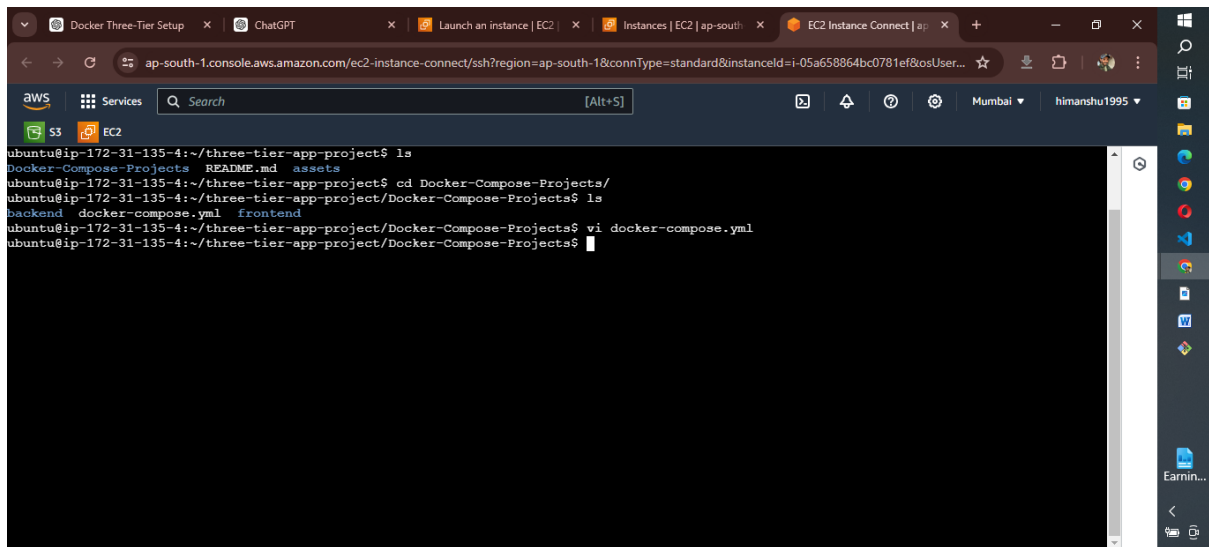 Docker Three-Tier Setup
ChatGPT
Launch an instance | EC2 |
Instances | EC2 | ap-south
EC2 Instance Connect | ap
ap-south-1.console.aws.amazon.com/ec2-instance-connect/ssh?region=ap-south-1&connType=standard&instanceId=i-05a658864bc0781ef&osUser...
aws
Services
Search
[Alt+S]
Mumbai
himanshu1995
S3
EC2
ubuntu@ip-172-31-135-4:~/three-tier-app-project$ ls
Docker-Compose-Projects README.md assets
ubuntu@ip-172-31-135-4:~/three-tier-app-project$ cd Docker-Compose-Projects/
ubuntu@ip-172-31-135-4:~/three-tier-app-project/Docker-Compose-Projects$ ls
backend docker-compose.yml frontend
ubuntu@ip-172-31-135-4:~/three-tier-app-project/Docker-Compose-Projects$ vi docker-compose.yml
ubuntu@ip-172-31-135-4:~/three-tier-app-project/Docker-Compose-Projects$
Earnin...